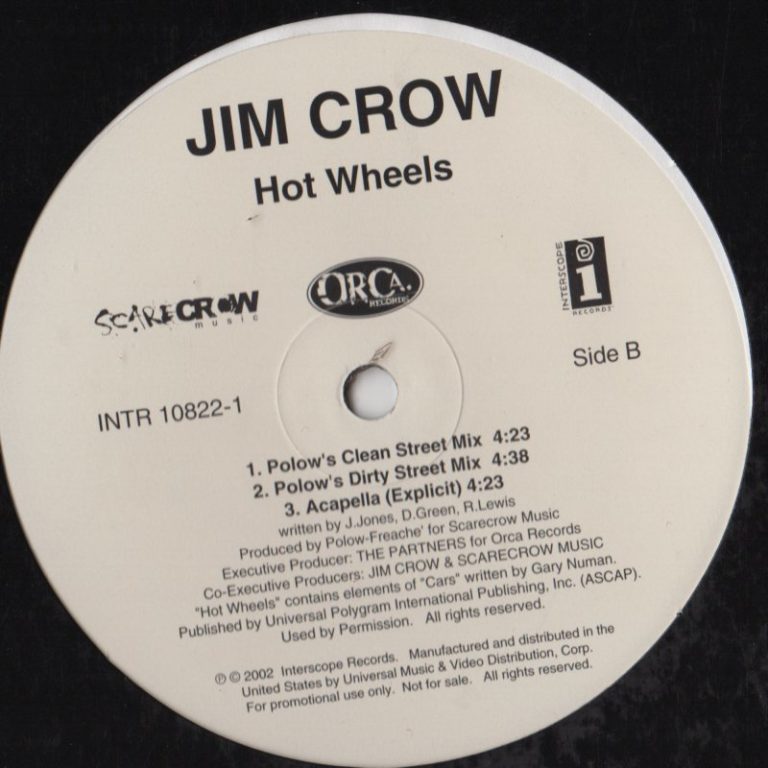 JIM CROW
Hot Wheels
SCARECROW
music
ORCA.
RECORDS
INTERSCOPE
i
RECORDS
Side B
INTR 10822-1
1. Polow's Clean Street Mix 4:23
2. Polow's Dirty Street Mix 4:38
3. Acapella (Explicit) 4:23
written by J.Jones, D.Green, R.Lewis
Produced by Polow-Freache' for Scarecrow Music
Executive Producer: THE PARTNERS for Orca Records
Co-Executive Producers: JIM CROW & SCARECROW MUSIC
"Hot Wheels" contains elements of "Cars" written by Gary Numan.
Published by Universal Polygram International Publishing, Inc. (ASCAP).
Used by Permission. All rights reserved.
℗ © 2002 Interscope Records. Manufactured and distributed in the
United States by Universal Music & Video Distribution, Corp.
For promotional use only. Not for sale. All rights reserved.